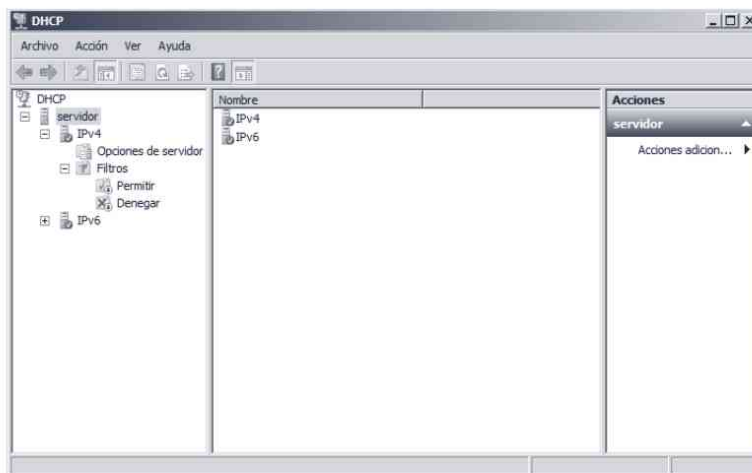 DHCP
Archivo Acción Ver Ayuda
DHCP
servidor
IPv4
Opciones de servidor
Filtros
Permitir
Denegar
IPv6
Nombre
IPv4
IPv6
Acciones
servidor
Acciones adicion...